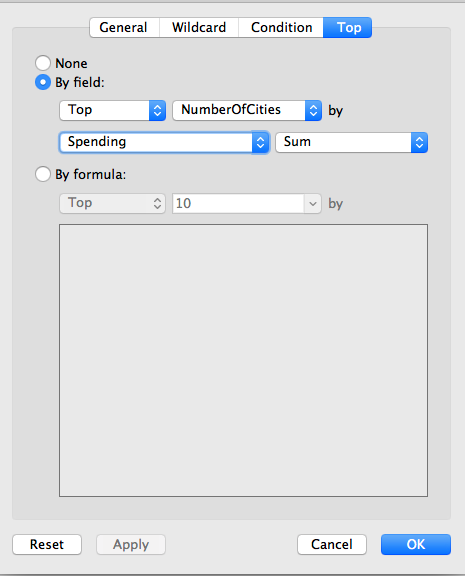 General Wildcard Condition Top
None
By field:
Top NumberOfCities by
Spending Sum
By formula:
Top 10 by
Reset Apply Cancel OK